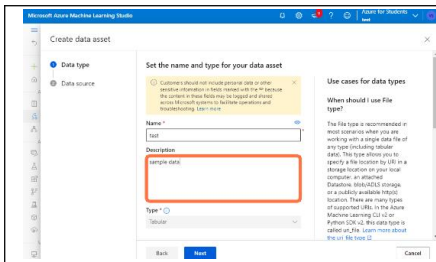 Microsoft Azure Machine Learning Studio
Azure for Students
test
Create data asset
Data type
Data source
Set the name and type for your data asset
Customers should not include personal data or other
sensitive information in fields marked with the
because
the content in these fields may be logged and shared
across Microsoft systems to facilitate operations and
troubleshooting. Learn more
Name *
test
Description
sample data
Type *
Tabular
Back
Next
Use cases for data types
When should I use File
type?
The File type is recommended in
most scenarios when you are
working with a single data file of
any type (including tabular
data). This type allows you to
specify a file location by URI in a
storage location on your local
computer, an attached
Datastore, blob/ADLS storage,
or a publicly available http(s)
location. There are many types
of supported URIs. In the Azure
Machine Learning CLI v2 or
Python SDK v2, this data type is
called uri_file. Learn more about
the uri file type
Cancel